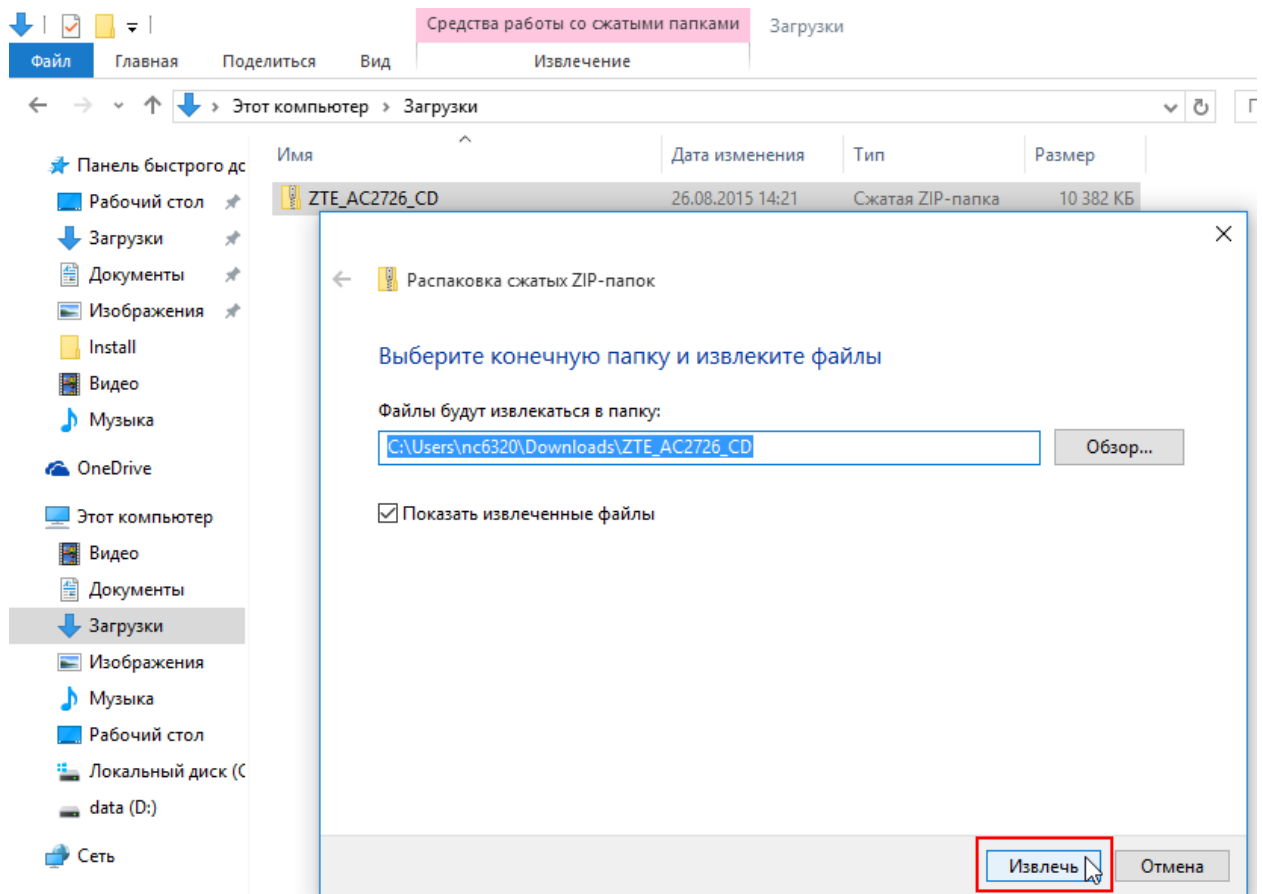 Средства работы со сжатыми папками Загрузки
Файл Главная Поделиться Вид Извлечение
Этот компьютер Загрузки
Имя Дата изменения Тип Размер
ZTE_AC2726_CD 26.08.2015 14:21 Сжатая ZIP-папка 10 382 КБ
Панель быстрого дс
Рабочий стол
Загрузки
Документы
Изображения
Install
Видео
Музыка
OneDrive
Этот компьютер
Видео
Документы
Загрузки
Изображения
Музыка
Рабочий стол
Локальный диск (C
data (D:)
Сеть
Распаковка сжатых ZIP-папок
Выберите конечную папку и извлеките файлы
Файлы будут извлекаться в папку:
C:\Users\nc6320\Downloads\ZTE_AC2726_CD Обзор...
Показать извлеченные файлы
Извлечь Отмена